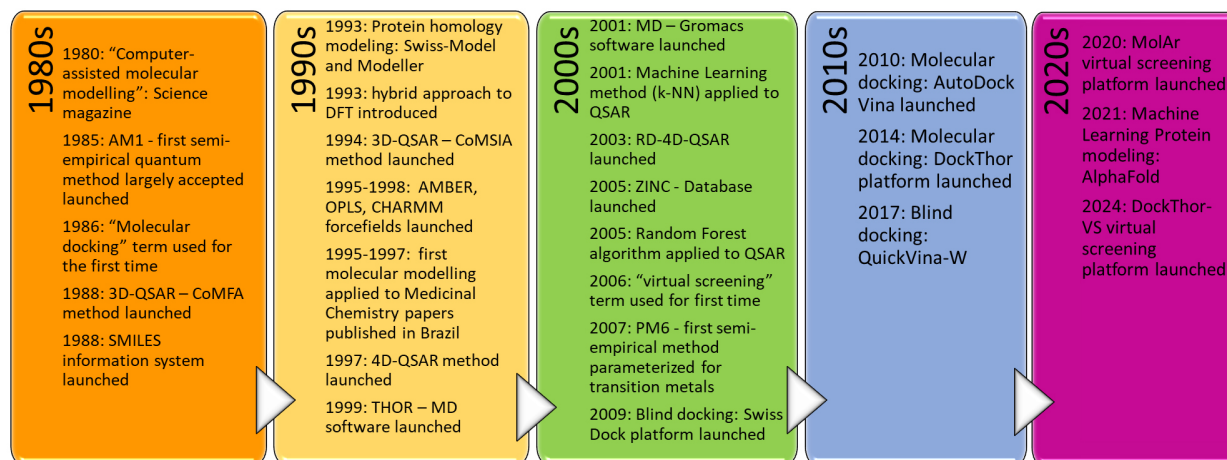 1980s
1980: “Computer-
assisted molecular
modelling”: Science
magazine
1985: AM1 - first semi-
empirical quantum
method largely accepted
launched
1986: “Molecular
docking” term used for
the first time
1988: 3D-QSAR – CoMFA
method launched
1988: SMILES
information system
launched
1990s
1993: Protein homology
modeling: Swiss-Model
and Modeller
1993: hybrid approach to
DFT introduced
1994: 3D-QSAR – CoMSIA
method launched
1995-1998: AMBER,
OPLS, CHARMM
forcefields launched
1995-1997: first
molecular modelling
applied to Medicinal
Chemistry papers
published in Brazil
1997: 4D-QSAR method
launched
1999: THOR – MD
software launched
2000s
2001: MD – Gromacs
software launched
2001: Machine Learning
method (k-NN) applied to
QSAR
2003: RD-4D-QSAR
launched
2005: ZINC - Database
launched
2005: Random Forest
algorithm applied to QSAR
2006: “virtual screening”
term used for first time
2007: PM6 - first semi-
empirical method
parameterized for
transition metals
2009: Blind docking: Swiss
Dock platform launched
2010s
2010: Molecular
docking: AutoDock
Vina launched
2014: Molecular
docking: DockThor
platform launched
2017: Blind
docking:
QuickVina-W
2020s
2020: MolAr
virtual screening
platform launched
2021: Machine
Learning Protein
modeling:
AlphaFold
2024: DockThor-
VS virtual
screening
platform launched